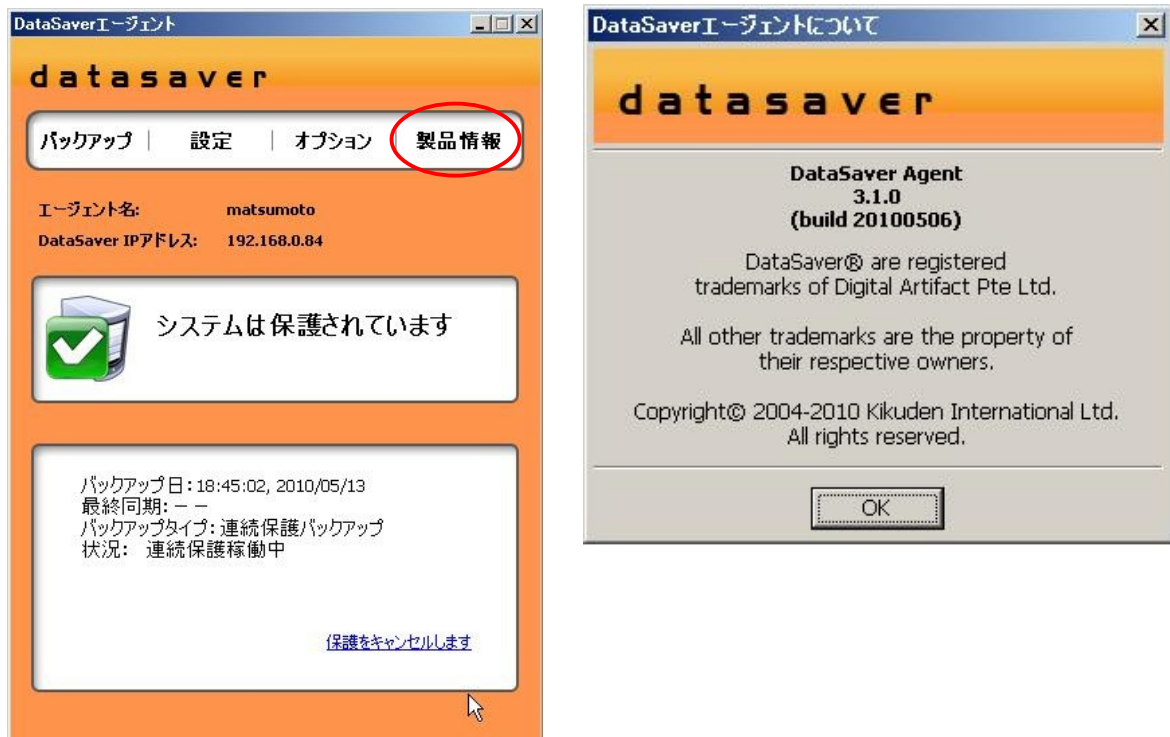 DataSaverエージェント
datasaver
バックアップ | 設定 | オプション | 製品情報
エージェント名: matsumoto
DataSaver IPアドレス: 192.168.0.84
システムは保護されています
バックアップ日:18:45:02, 2010/05/13
最終同期:－－
バックアップタイプ:連続保護バックアップ
状況: 連続保護稼働中
保護をキャンセルします
DataSaverエージェントについて
datasaver
DataSaver Agent
3.1.0
(build 20100506)
DataSaver® are registered
trademarks of Digital Artifact Pte Ltd.
All other trademarks are the property of
their respective owners.
Copyright© 2004-2010 Kikuden International Ltd.
All rights reserved.
OK